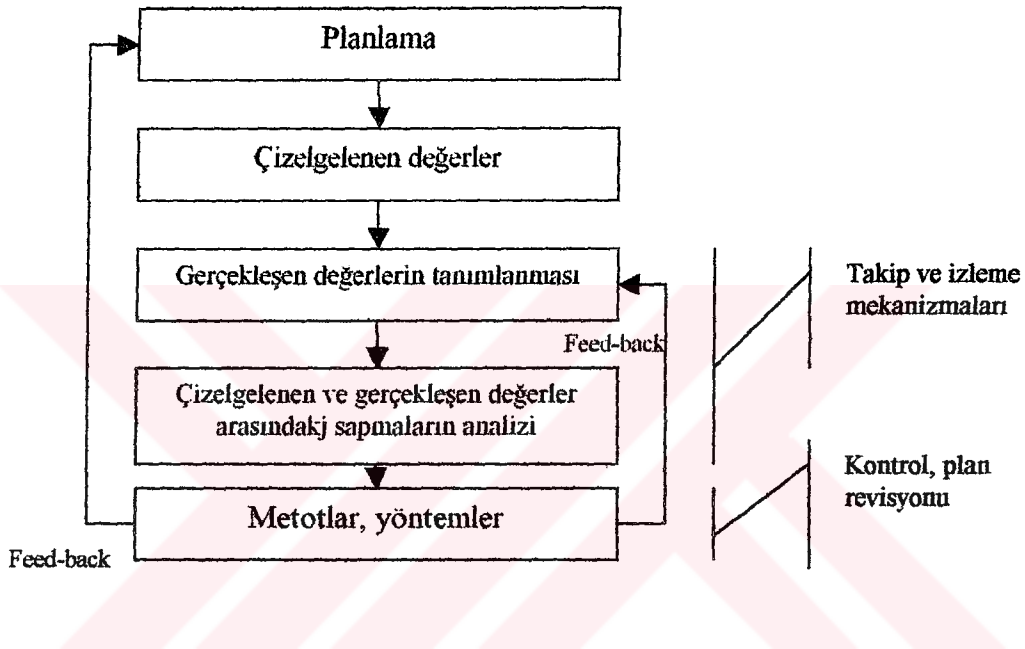 Planlama
Çizelgelenen değerler
Gerçekleşen değerlerin tanımlanması
Takip ve izleme
mekanizmaları
Feed-back
Çizelgelenen ve gerçekleşen değerler
arasındakj sapmaların analizi
Kontrol, plan
revisyonu
Metotlar, yöntemler
Feed-back